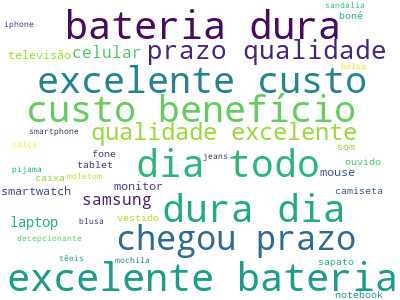 sandália
iphone
bateria dura
boné
televisão
celular
prazo qualidade
bolsa
excelente custo
custo benefício
smartphone
qualidade excelente
calça
som
fone
dia todo
jeans
ouvido
tablet
pijama
caixa
moletom
mouse
smartwatch
monitor
camiseta
samsung
dura dia
laptop
blusa
vestido
decepcionante
chegou prazo
tênis
mochila
sapato
excelente bateria
notebook